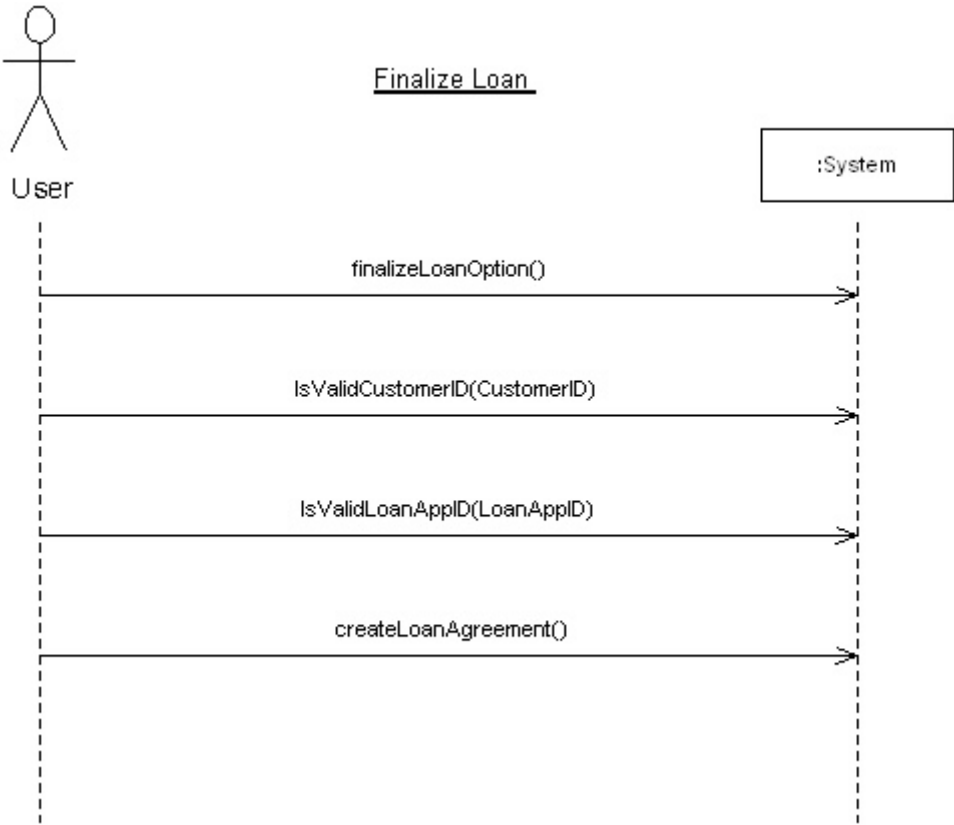 Finalize Loan
:System
User
finalizeLoanOption()
IsValidCustomerID(CustomerID)
IsValidLoanAppID(LoanAppID)
createLoanAgreement()